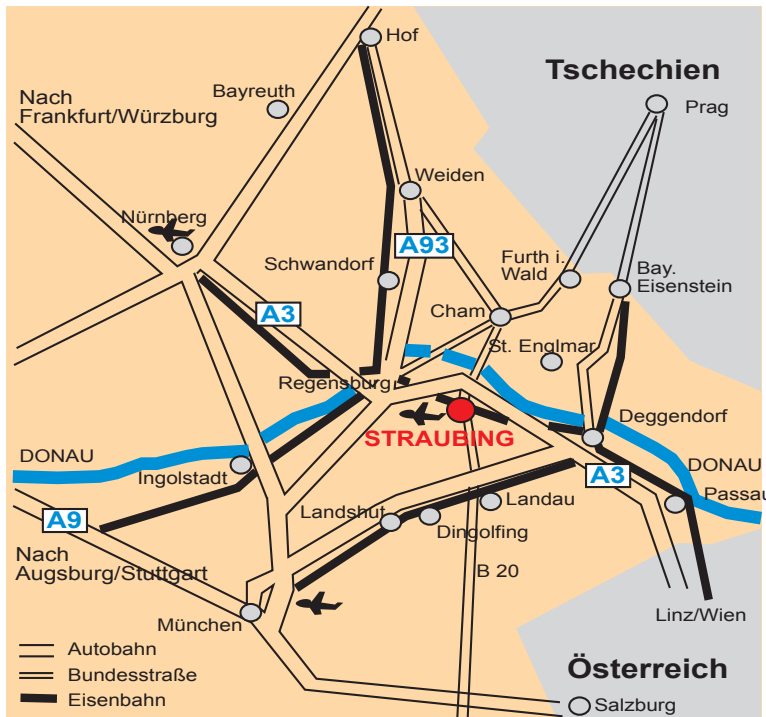 Hof
Tschechien
Bayreuth
Prag
Nach
Frankfurt/Würzburg
Weiden
Nürnberg
A93
Furth i.
Wald
Schwandorf
Bay.
Eisenstein
A3
Cham
St. Englmar
Regensburg
Deggendorf
STRAUBING
DONAU
Ingolstadt
DONAU
A3
Passau
Landau
Landshut
A9
Dingolfing
Nach
Augsburg/Stuttgart
B 20
München
Linz/Wien
Autobahn
Bundesstraße
Eisenbahn
Österreich
Salzburg